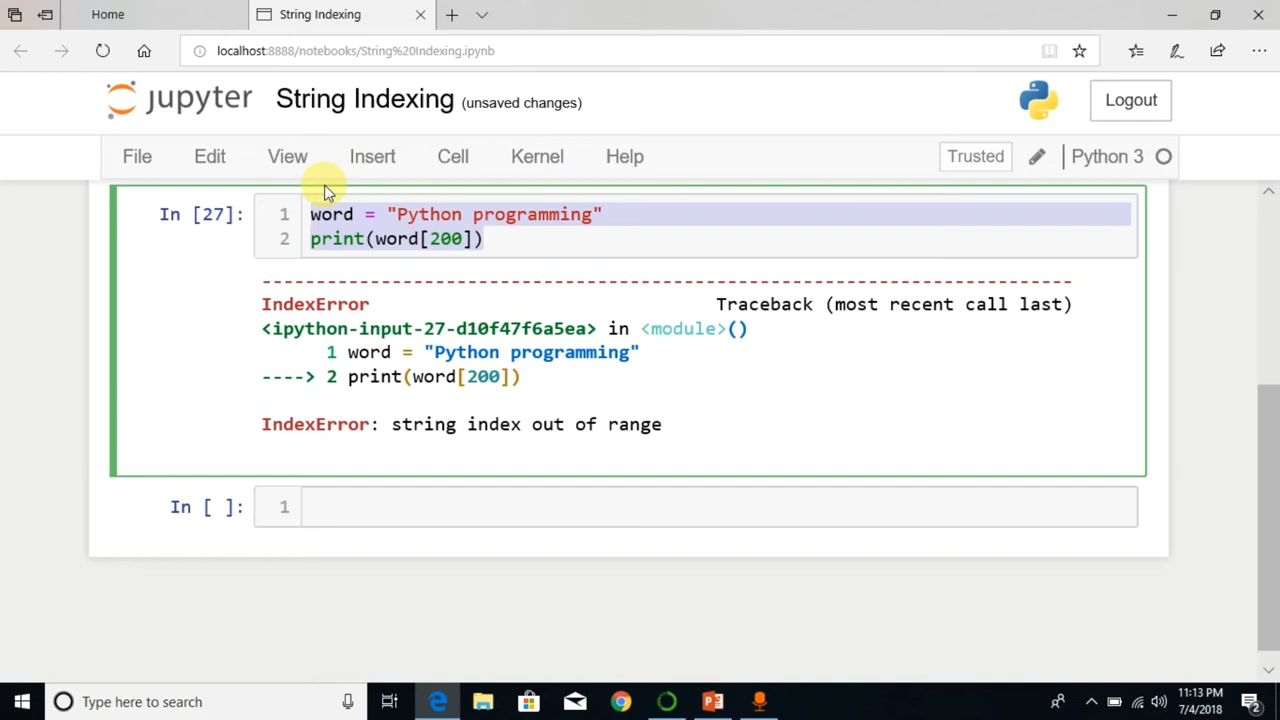 Home
String Indexing
localhost:8888/notebooks/String%20Indexing.ipynb
jupyter String Indexing (unsaved changes)
Logout
File Edit View Insert Cell Kernel Help
Trusted
Python 3
In [27]:
1 word = "Python programming"
2 print(word[200])
---------------------------------------------------------------------------
IndexError Traceback (most recent call last)
<ipython-input-27-d10f47f6a5ea> in <module>()
1 word = "Python programming"
----> 2 print(word[200])
IndexError: string index out of range
In [ ]: 1
Type here to search
11:13 PM
7/4/2018
2